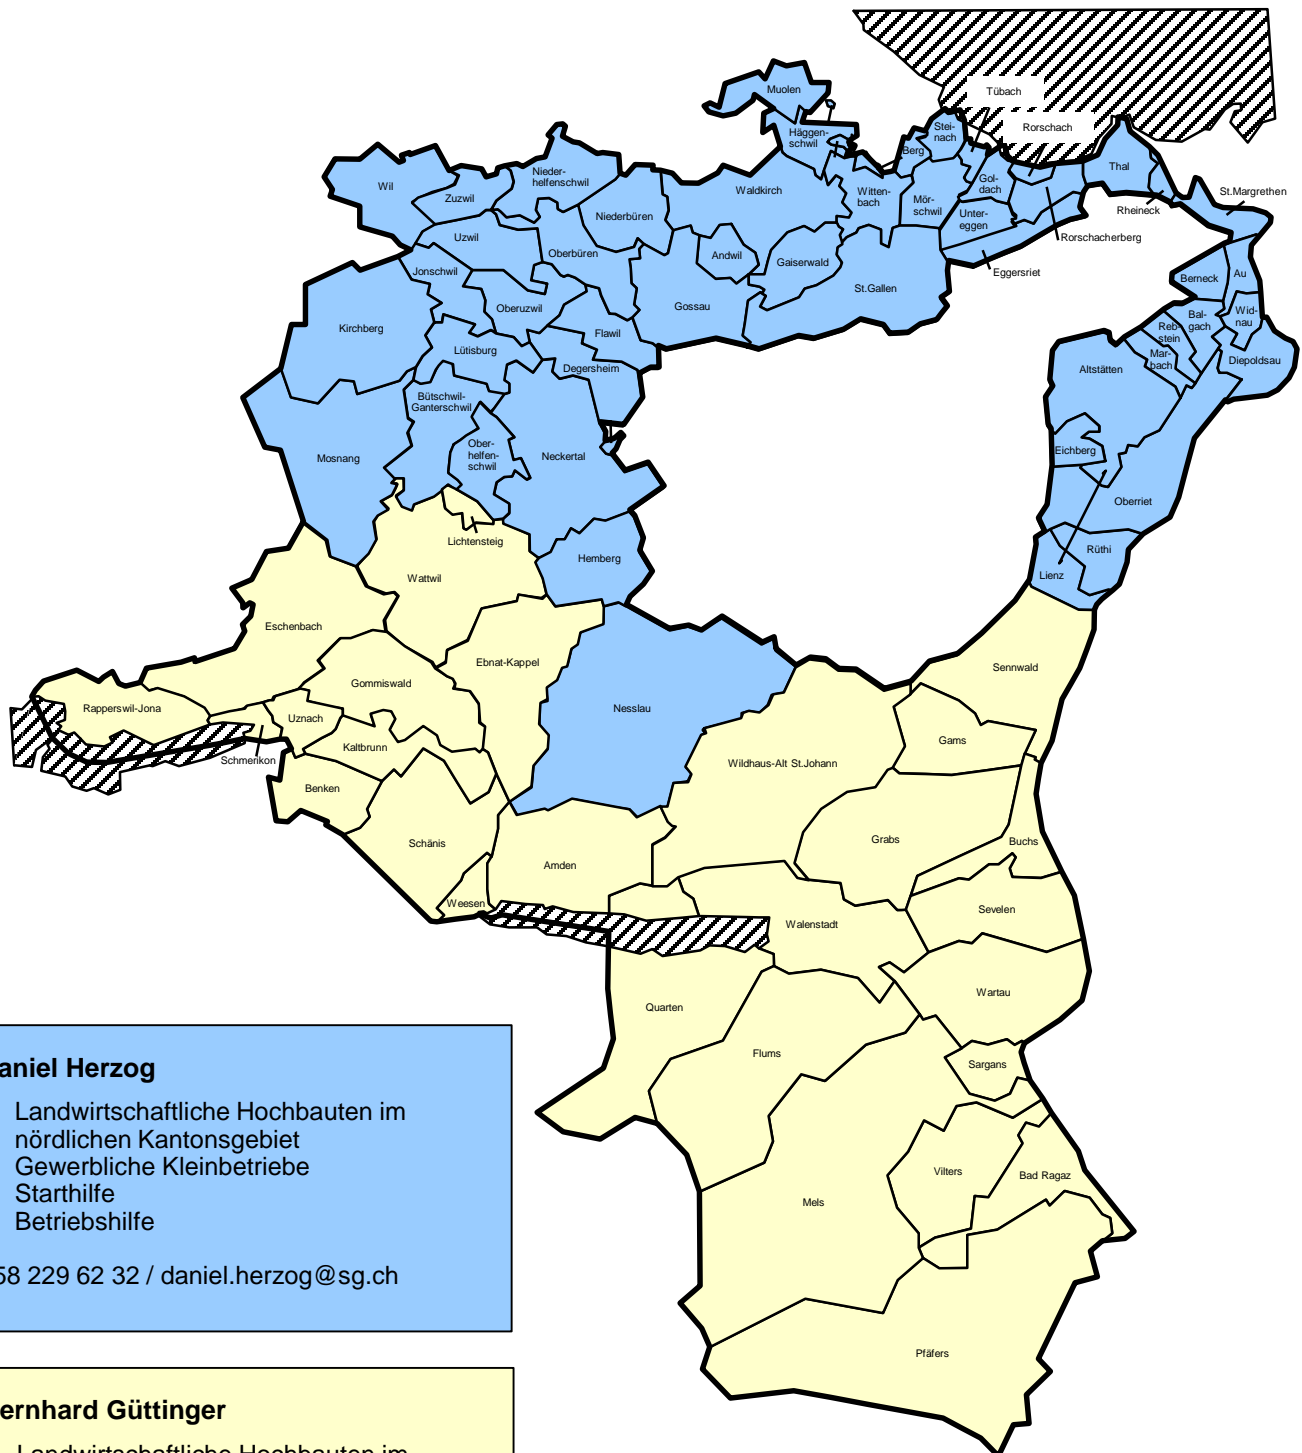 Tübach
Muolen
Rorschach
Stei-
nach
Häggen-
schwil
Berg
Thal
Nieder-
helfenschwil
Wil
Zuzwil
Waldkirch
Witten-
bach
Gol-
dach
St.Margrethen
Mör-
schwil
Rheineck
Niederbüren
Unter-
eggen
Rorschacherberg
Uzwil
Oberbüren
Andwil
Gaiserwald
Eggersriet
Jonschwil
Berneck
Au
St.Gallen
Oberuzwil
Gossau
Kirchberg
Flawil
Bal-
gach
Wid-
nau
Reb-
stein
Lütisburg
Mar-
bach
Diepoldsau
Degersheim
Altstätten
Bütschwil-
Ganterschwil
Ober-
helfen-
schwil
Neckertal
Mosnang
Eichberg
Oberriet
Lichtensteig
Rüthi
Hemberg
Wattwil
Lienz
Eschenbach
Ebnat-Kappel
Sennwald
Gommiswald
Rapperswil-Jona
Nesslau
Uznach
Gams
Kaltbrunn
Schmerikon
Wildhaus-Alt St.Johann
Benken
Schänis
Grabs
Buchs
Amden
Weesen
Sevelen
Walenstadt
Wartau
Quarten
Flums
Sargans
Vilters
Bad Ragaz
Mels
Pfäfers
aniel Herzog
Landwirtschaftliche Hochbauten im
nördlichen Kantonsgebiet
Gewerbliche Kleinbetriebe
Starthilfe
Betriebshilfe
58 229 62 32 / daniel.herzog@sg.ch
ernhard Güttinger
Landwirtschaftliche Hochbauten im